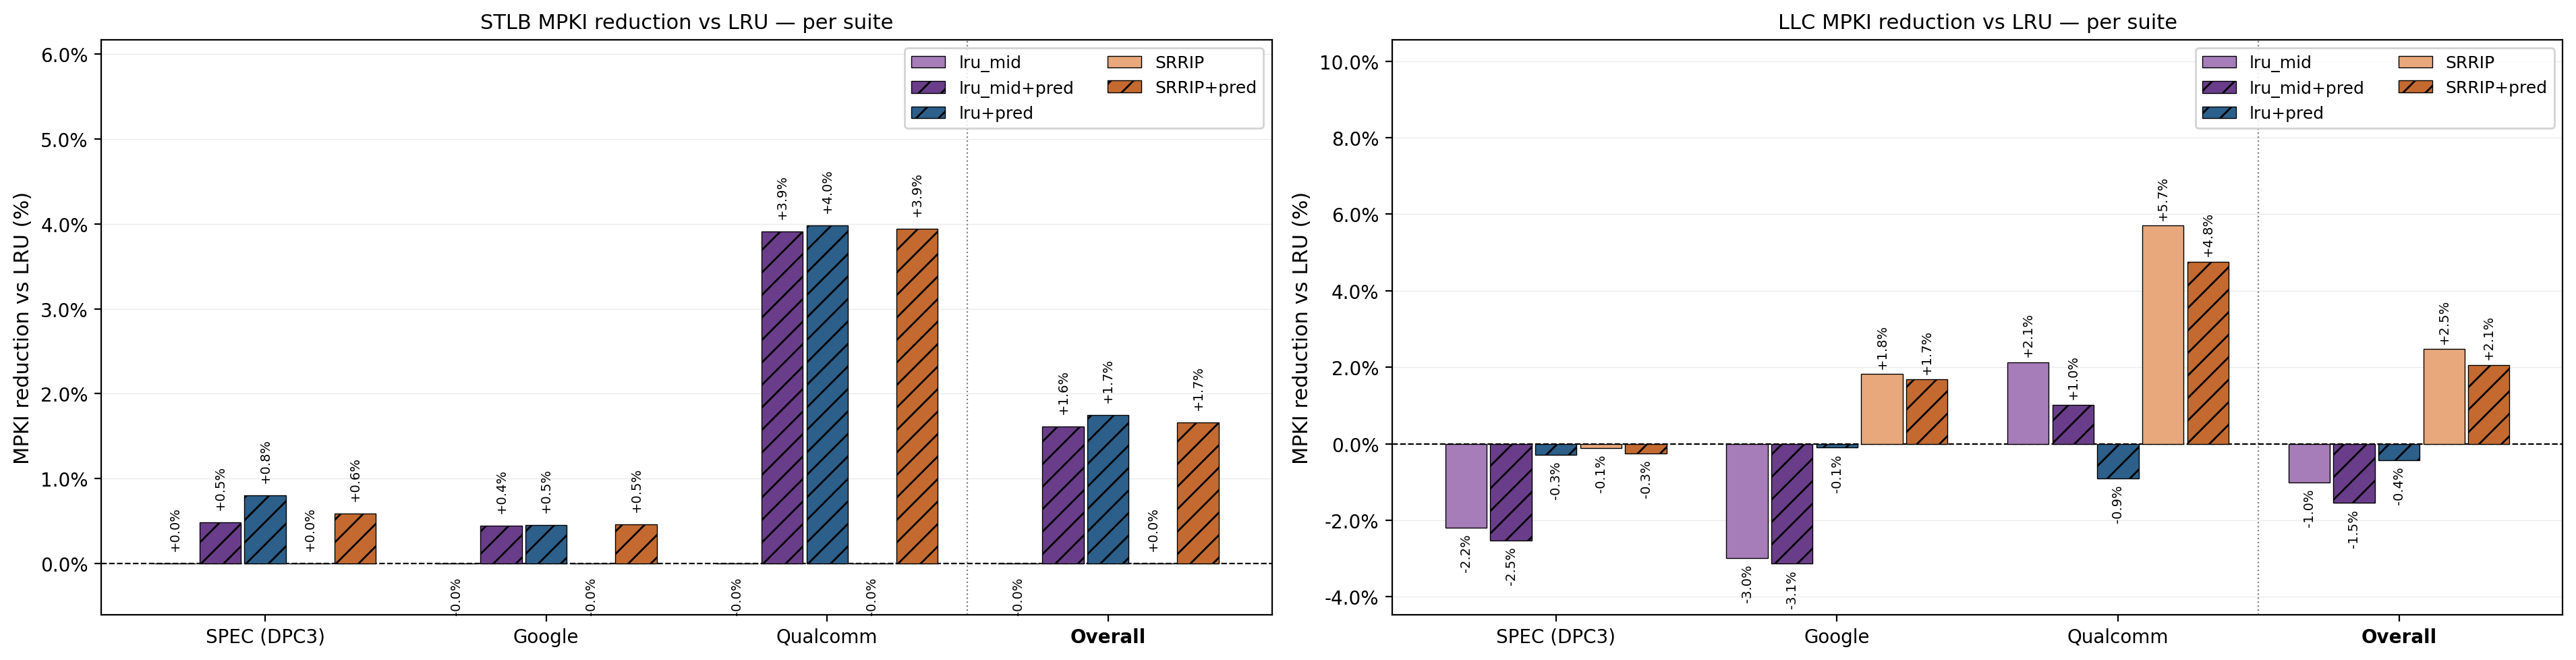 STLB MPKI reduction vs LRU — per suite
MPKI reduction vs LRU (%)
6.0%
5.0%
4.0%
3.0%
2.0%
1.0%
0.0%
lru_mid
lru_mid+pred
lru+pred
SRRIP
SRRIP+pred
+0.0%
+0.5%
+0.8%
+0.0%
+0.6%
-0.0%
+0.4%
+0.5%
-0.0%
+0.5%
-0.0%
+3.9%
+4.0%
-0.0%
+3.9%
-0.0%
+1.6%
+1.7%
+0.0%
+1.7%
SPEC (DPC3)
Google
Qualcomm
Overall
LLC MPKI reduction vs LRU — per suite
MPKI reduction vs LRU (%)
10.0%
8.0%
6.0%
4.0%
2.0%
0.0%
-2.0%
-4.0%
lru_mid
lru_mid+pred
lru+pred
SRRIP
SRRIP+pred
-2.2%
-2.5%
-0.3%
-0.1%
-0.3%
-3.0%
-3.1%
-0.1%
+1.8%
+1.7%
+2.1%
+1.0%
-0.9%
+5.7%
+4.8%
-1.0%
-1.5%
-0.4%
+2.5%
+2.1%
SPEC (DPC3)
Google
Qualcomm
Overall